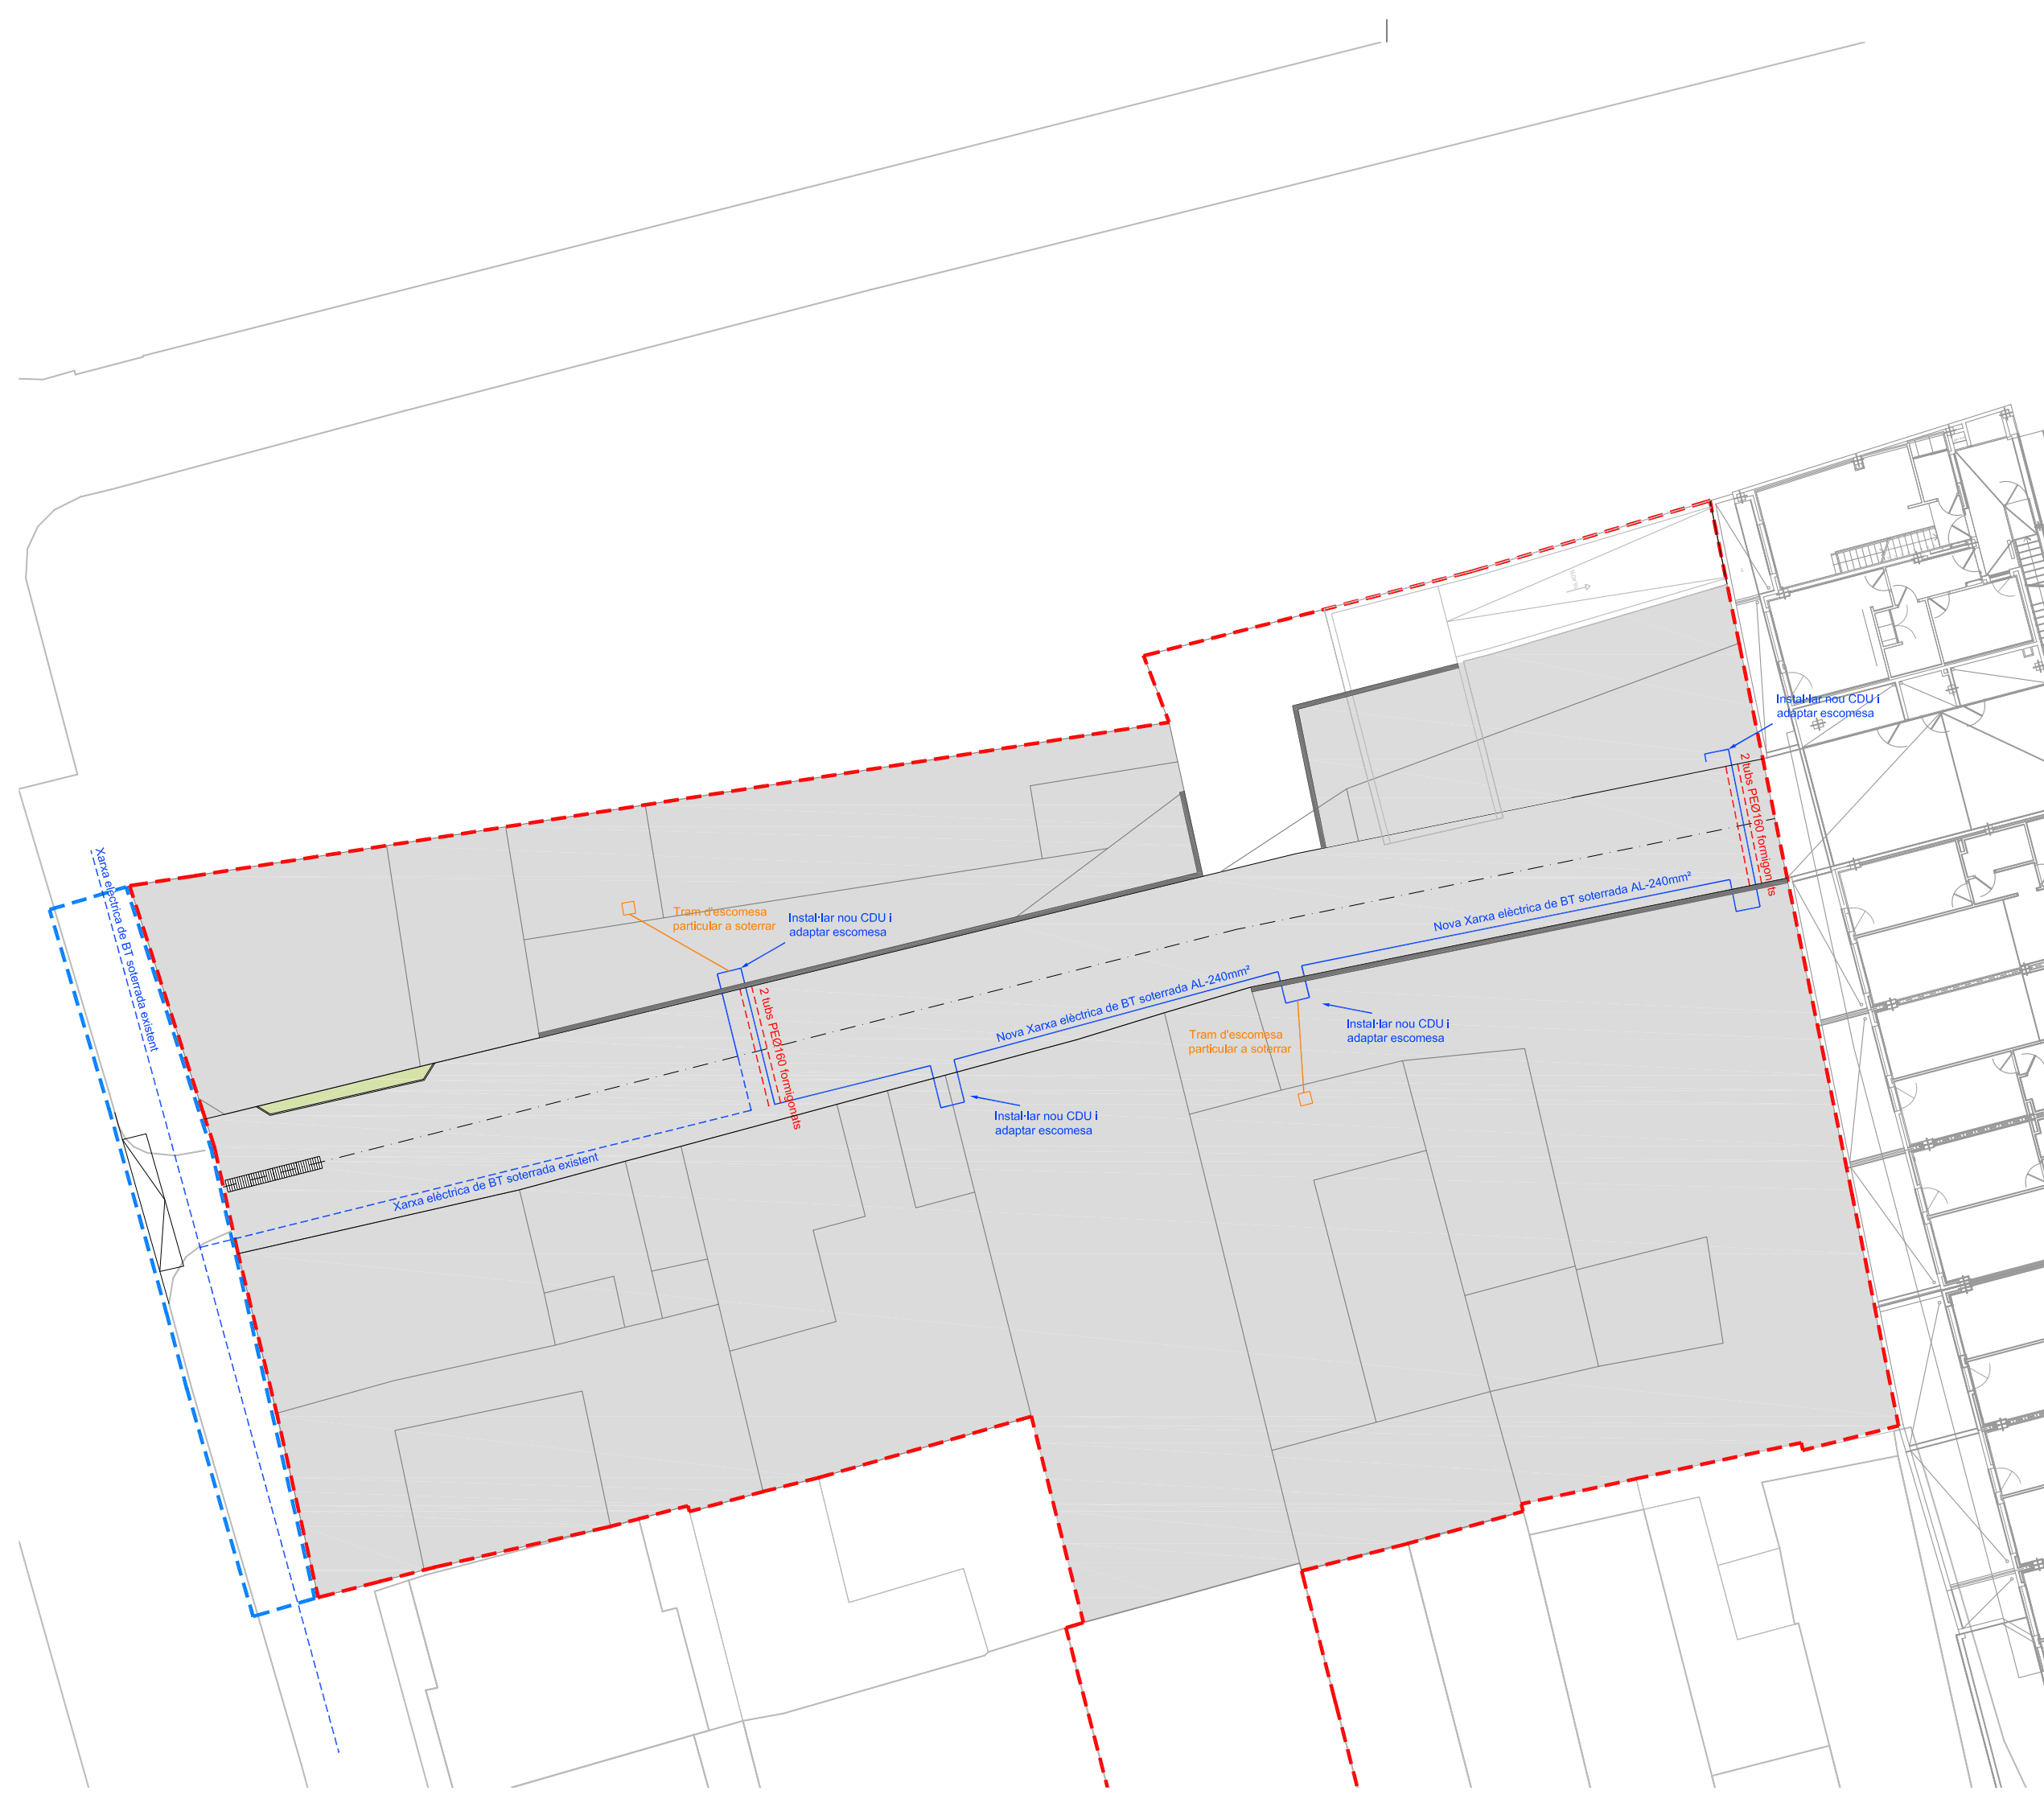 Instal·lar nou CDU i
adaptar escomesa
2 tubs PEØ160 formigonats
Xarxa elèctrica de BT soterrada existent
Tram d'escomesa
particular a soterrar
Instal·lar nou CDU i
adaptar escomesa
2 tubs PEØ160 formigonats
Nova Xarxa elèctrica de BT soterrada AL-240mm²
Nova Xarxa elèctrica de BT soterrada AL-240mm²
Tram d'escomesa
particular a soterrar
Instal·lar nou CDU i
adaptar escomesa
Instal·lar nou CDU i
adaptar escomesa
Xarxa elèctrica de BT soterrada existent